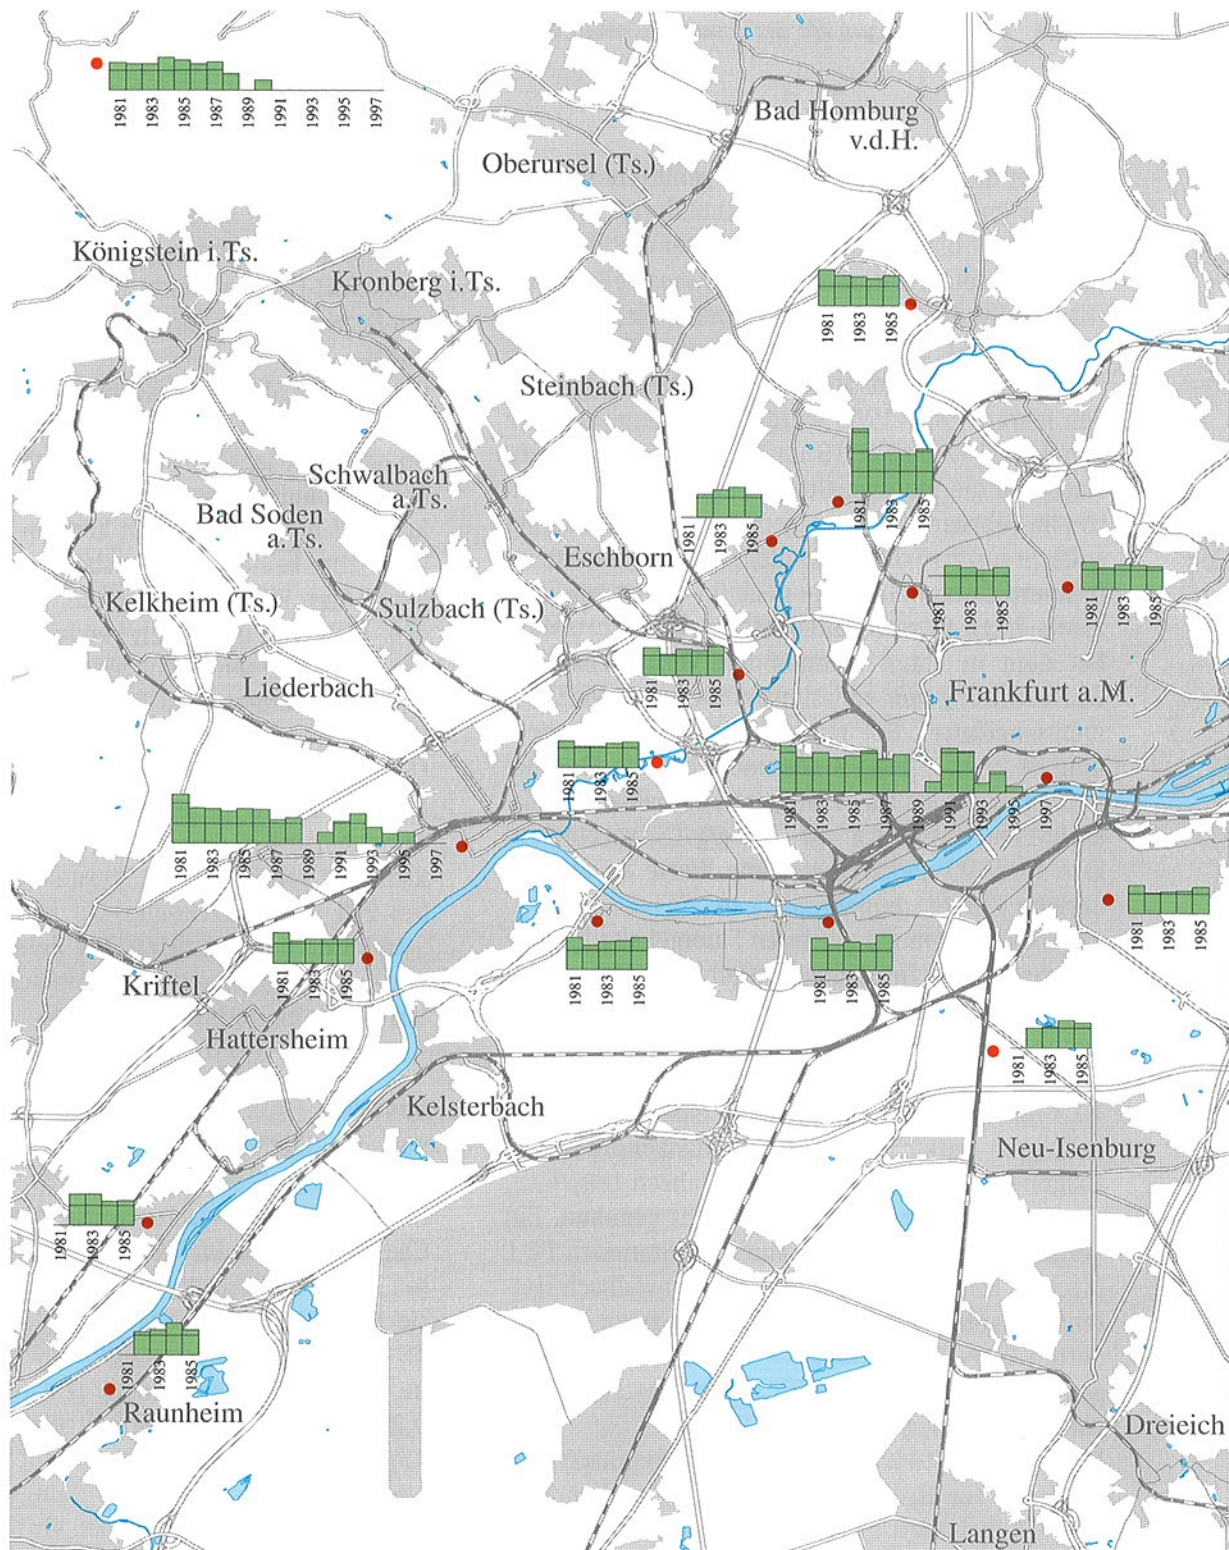 1981 1983 1985 1987 1989 1991 1993 1995 1997
Bad Homburg
v.d.H.
Oberursel (Ts.)
Königstein i.Ts.
Kronberg i.Ts.
1981 1983 1985
Steinbach (Ts.)
Schwalbach
a.Ts.
1981 1983 1985
Bad Soden
a.Ts.
1981 1983 1985
Eschborn
Kelkheim (Ts.)
Sulzbach (Ts.)
1981 1983 1985
1981 1983 1985
1981 1983 1985
Liederbach
Frankfurt a.M.
1981 1983 1985
1981 1983 1985 1987 1989 1991 1993 1995 1997
1981 1983 1985 1987 1989 1991 1993 1995 1997
1981 1983 1985
1981 1983 1985
1981 1983 1985
1981 1983 1985
Kriftel
Hattersheim
1981 1983 1985
Kelsterbach
Neu-Isenburg
1981 1983 1985
1981 1983 1985
Raunheim
Dreieich
Langen